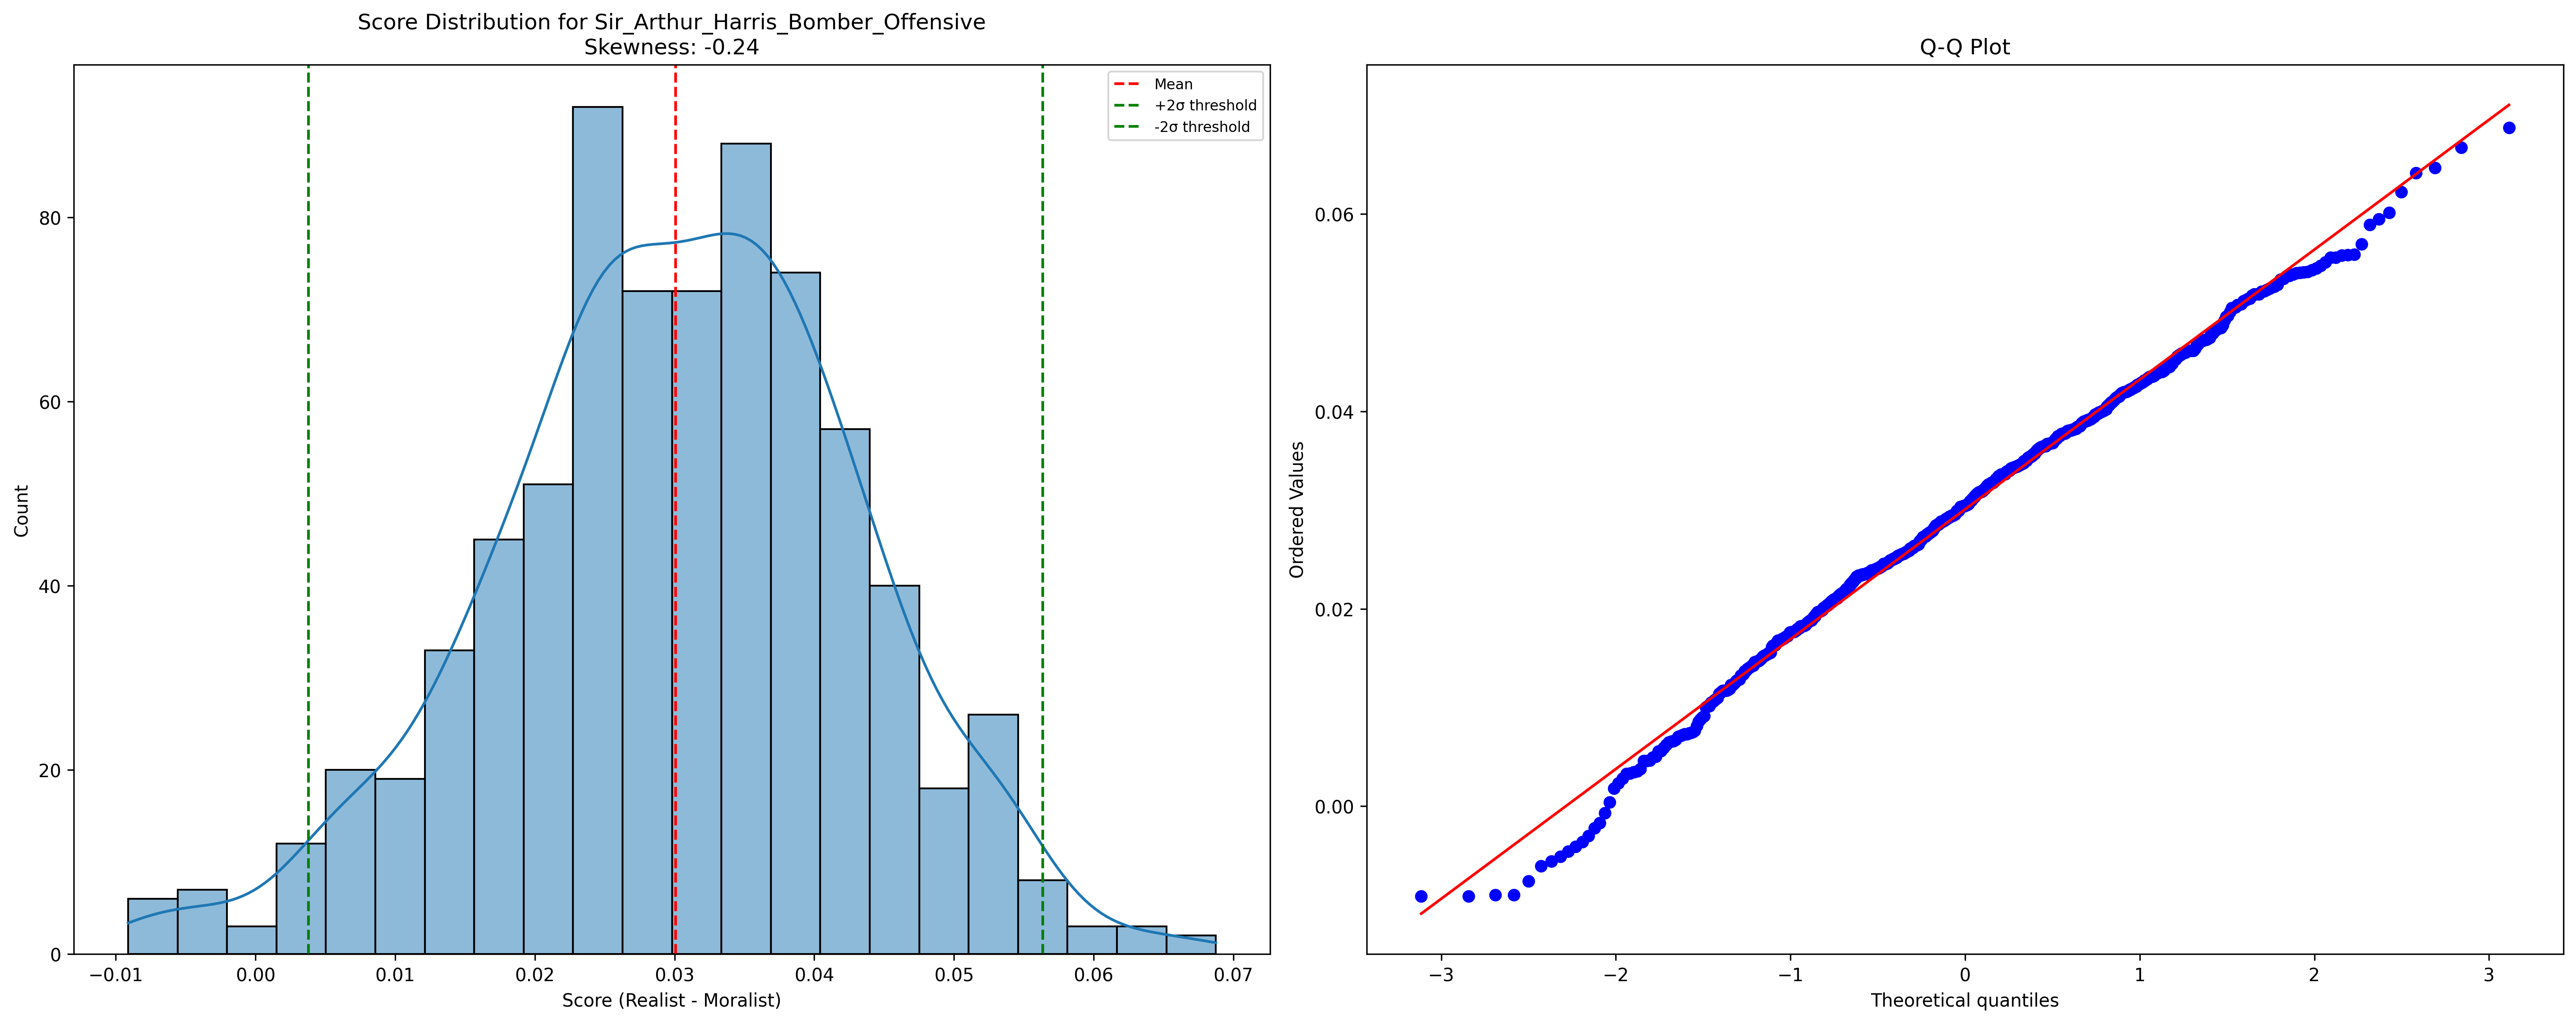 Score Distribution for Sir_Arthur_Harris_Bomber_Offensive
Skewness: -0.24
Mean
+2σ threshold
-2σ threshold
Count
80
60
40
20
0
−0.01 0.00 0.01 0.02 0.03 0.04 0.05 0.06 0.07
Score (Realist - Moralist)
Q-Q Plot
Ordered Values
0.06
0.04
0.02
0.00
−3 −2 −1 0 1 2 3
Theoretical quantiles